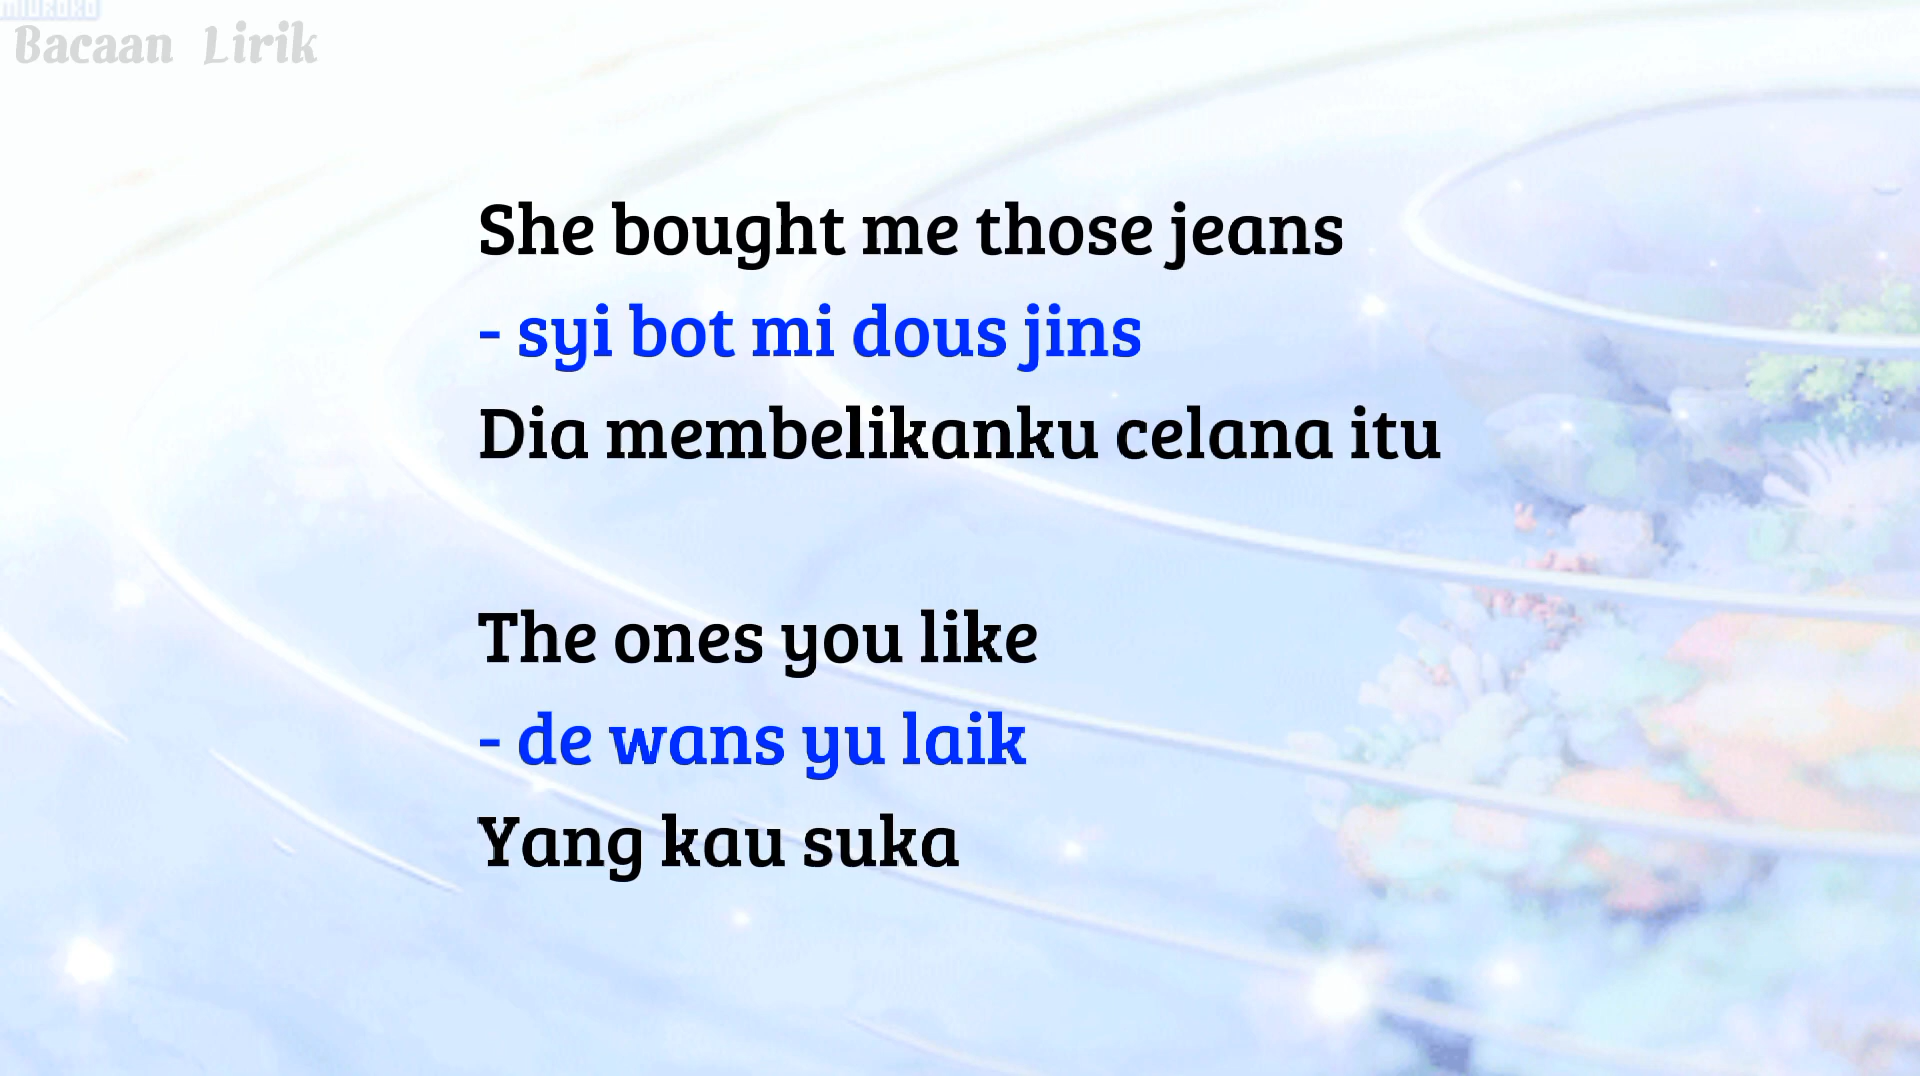 MIUROKO
Bacaan Lirik
She bought me those jeans
- syi bot mi dous jins
Dia membelikanku celana itu
The ones you like
- de wans yu laik
Yang kau suka